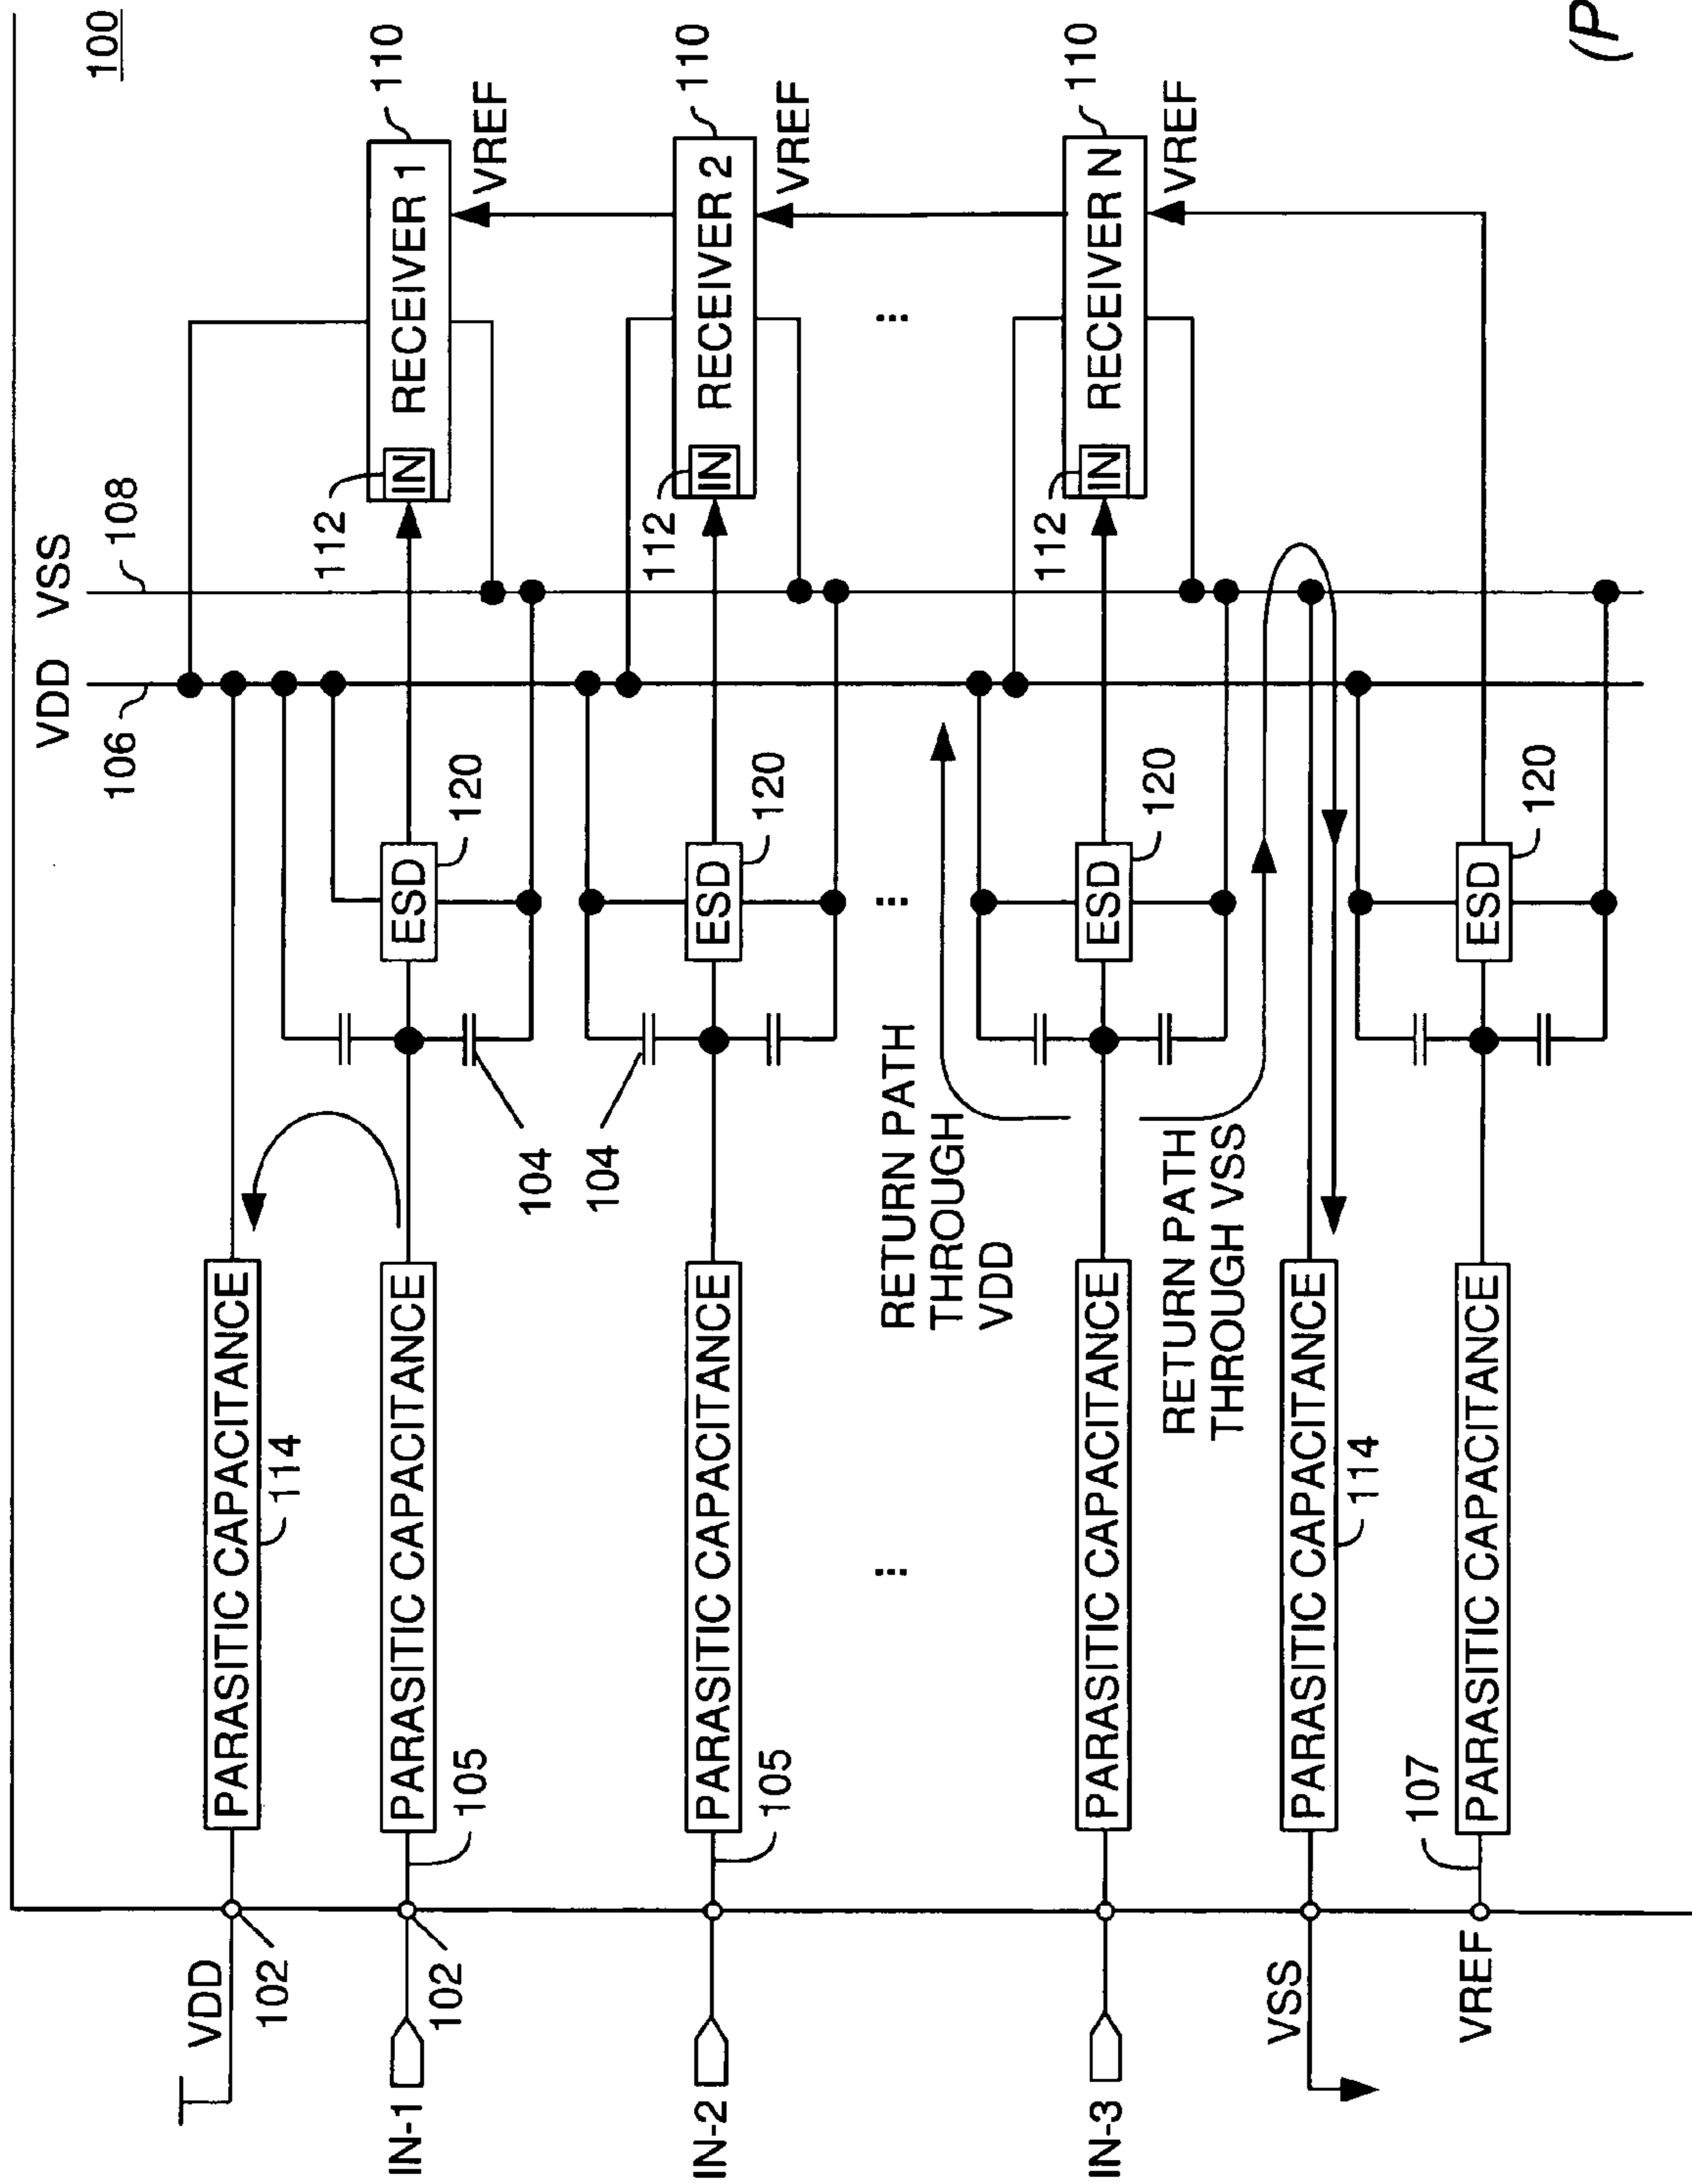 100
VDD
VSS
106
108
VDD
102
PARASITIC CAPACITANCE
114
IN-1
102
105
PARASITIC CAPACITANCE
104
ESD
120
112
IN
RECEIVER 1
110
VREF
IN-2
105
PARASITIC CAPACITANCE
104
ESD
120
112
IN
RECEIVER 2
110
VREF
RETURN PATH
THROUGH
VDD
IN-3
PARASITIC CAPACITANCE
ESD
120
112
IN
RECEIVER N
110
VREF
RETURN PATH
THROUGH VSS
VSS
PARASITIC CAPACITANCE
114
VREF
107
PARASITIC CAPACITANCE
ESD
120
(P